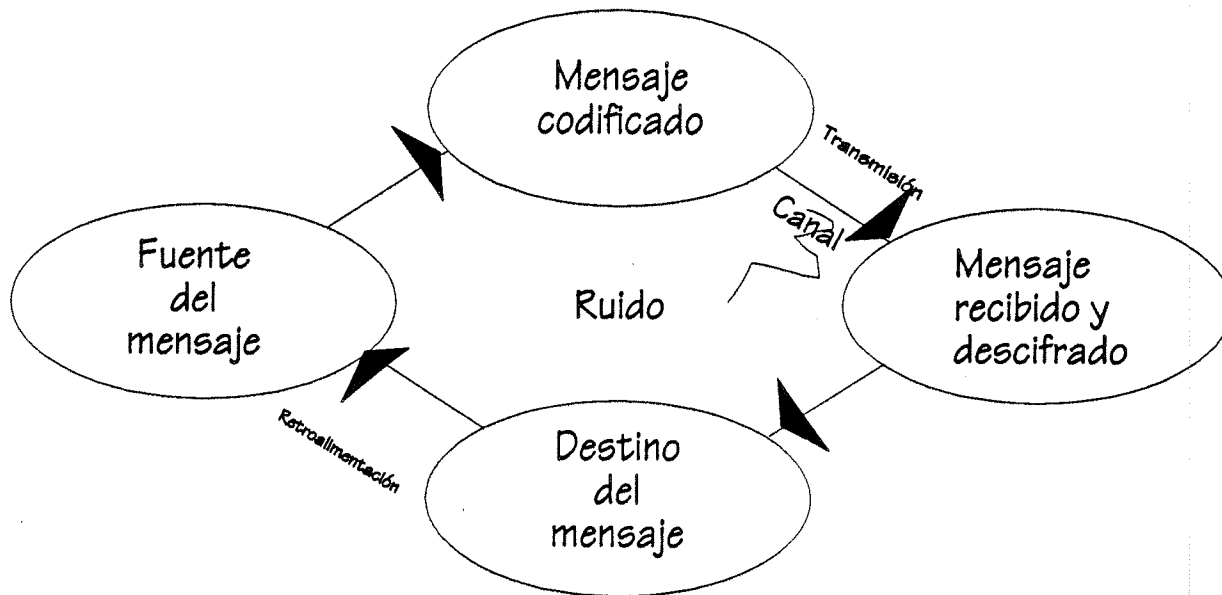 Mensaje
codificado
Transmisión
Canal
Fuente
del
mensaje
Ruido
Mensaje
recibido y
descifrado
Retroalimentación
Destino
del
mensaje